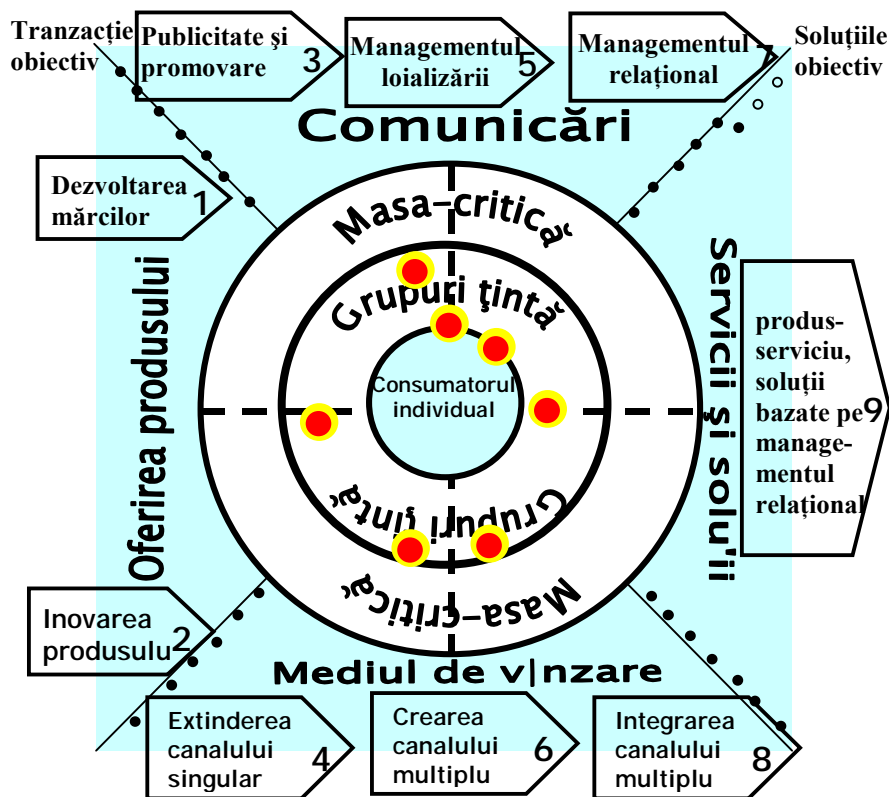 Tranzacție
obiectiv
Publicitate şi
promovare
3
Managementul
loializării
5
Managementul
relațional
7
Soluțiile
obiectiv
Comunicări
Dezvoltarea
mărcilor
1
Masa-critică
Grupuri ţintă
Consumatorul
individual
Oferirea produsului
Servicii şi solu'ii
produs-
serviciu,
soluții
bazate pe
manage-
mentul
relațional
9
Grupuri ţintă
Masa-critică
Inovarea
produsulu
2
Mediul de v|nzare
Extinderea
canalului
singular
4
Crearea
canalului
multiplu
6
Integrarea
canalului
multiplu
8